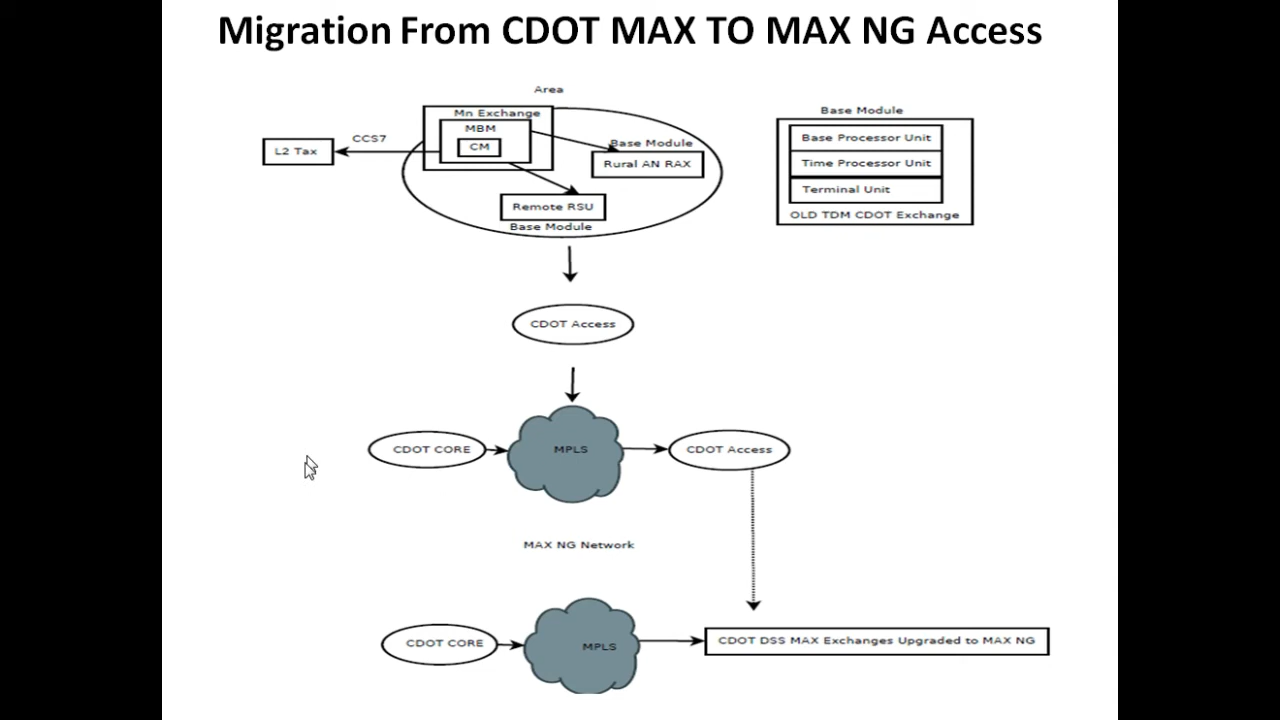 Migration From CDOT MAX TO MAX NG Access
Area
Mn Exchange
MBM
CM
CCS7
L2 Tax
Base Module
Rural AN RAX
Remote RSU
Base Module
Base Module
Base Processor Unit
Time Processor Unit
Terminal Unit
OLD TDM CDOT Exchange
CDOT Access
CDOT CORE
MPLS
CDOT Access
MAX NG Network
CDOT CORE
MPLS
CDOT DSS MAX Exchanges Upgraded to MAX NG